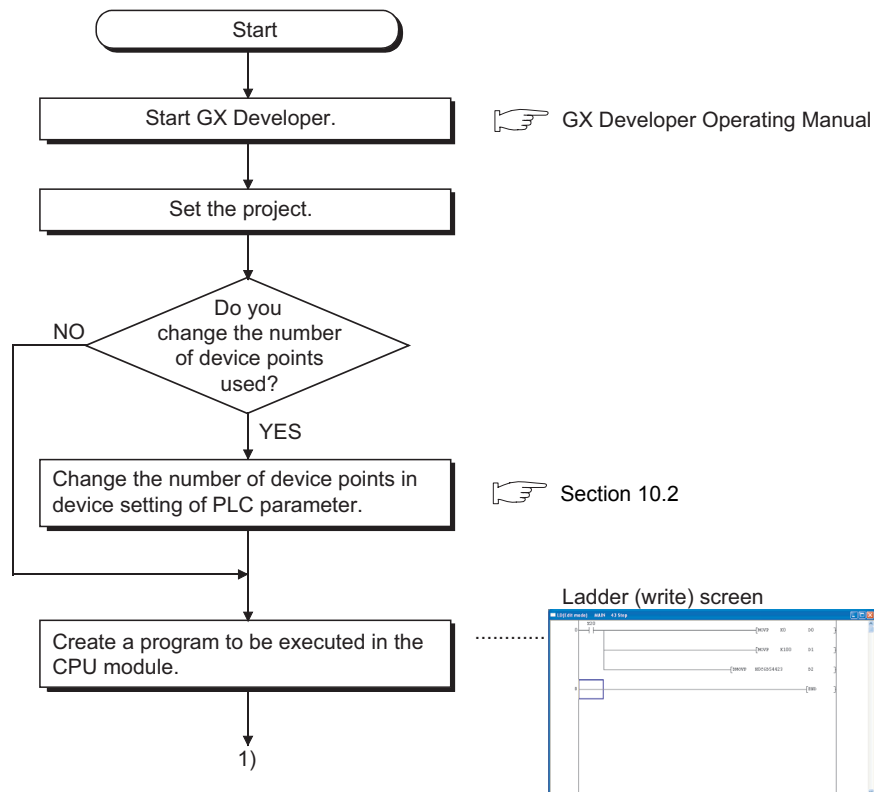 Start
Start GX Developer.
GX Developer Operating Manual
Set the project.
Do you
change the number
of device points
used?
NO
YES
Change the number of device points in
device setting of PLC parameter.
Section 10.2
Ladder (write) screen
Create a program to be executed in the
CPU module.
1)